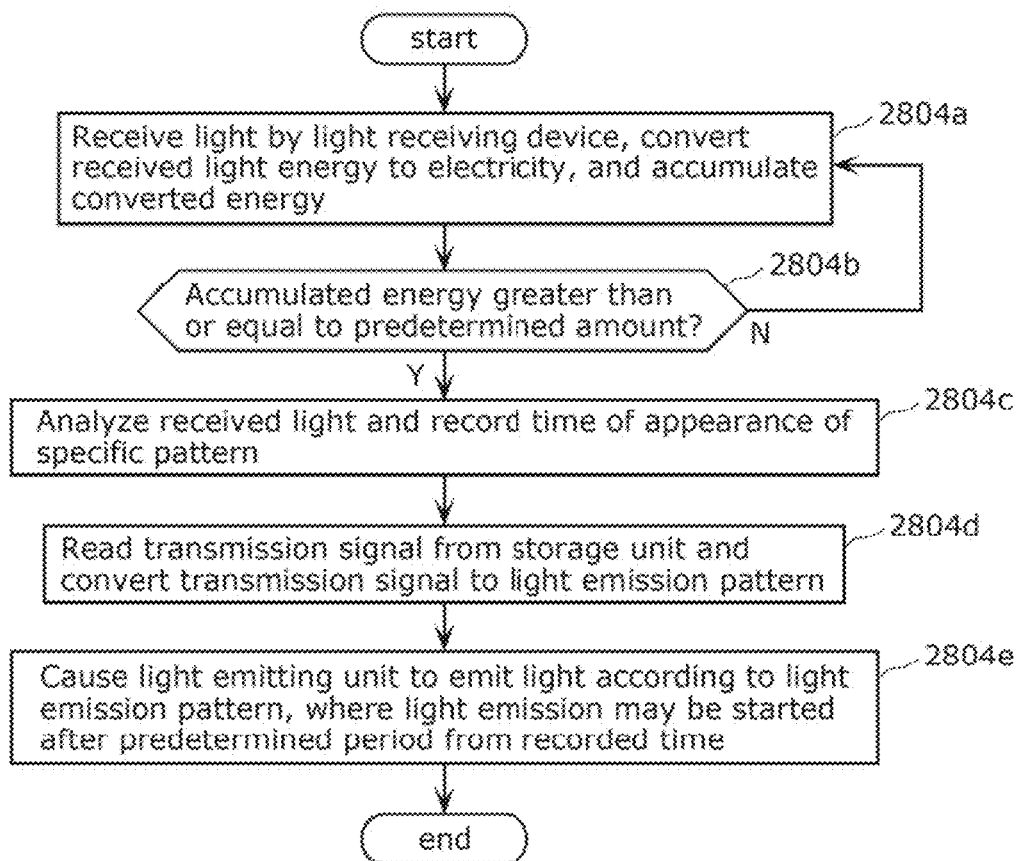 start
2804a
Receive light by light receiving device, convert
received light energy to electricity, and accumulate
converted energy
2804b
Accumulated energy greater than
or equal to predetermined amount?
N
Y
2804c
Analyze received light and record time of appearance of
specific pattern
2804d
Read transmission signal from storage unit and
convert transmission signal to light emission pattern
2804e
Cause light emitting unit to emit light according to light
emission pattern, where light emission may be started
after predetermined period from recorded time
end